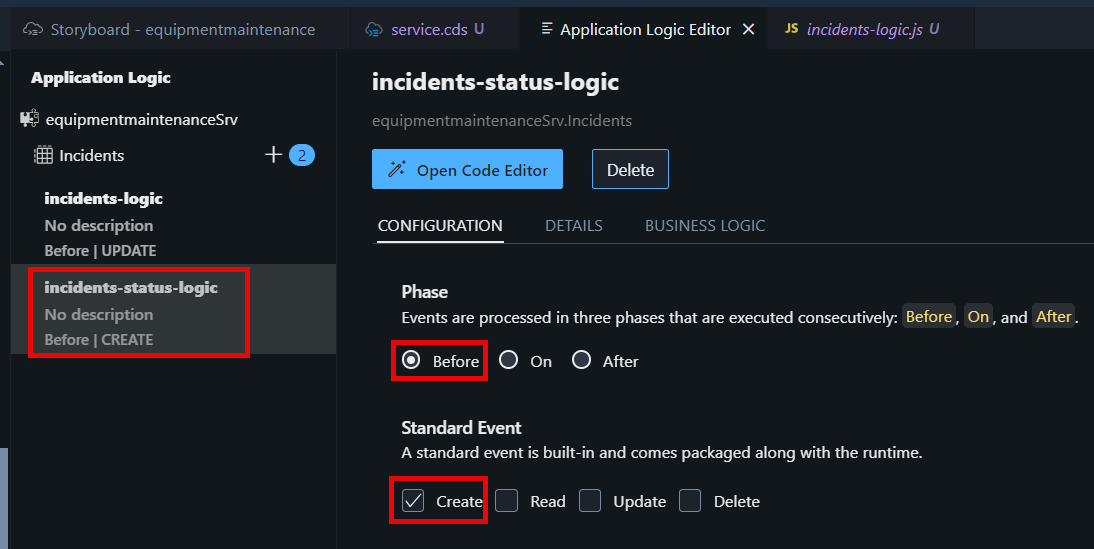 Storyboard - equipmentmaintenance
service.cds U
Application Logic Editor
JS incidents-logic.js U
Application Logic
equipmentmaintenanceSrv
Incidents
2
incidents-logic
No description
Before | UPDATE
incidents-status-logic
No description
Before | CREATE
incidents-status-logic
equipmentmaintenanceSrv.Incidents
Open Code Editor
Delete
CONFIGURATION DETAILS BUSINESS LOGIC
Phase
Events are processed in three phases that are executed consecutively: Before, On, and After.
Before On After
Standard Event
A standard event is built-in and comes packaged along with the runtime.
Create Read Update Delete